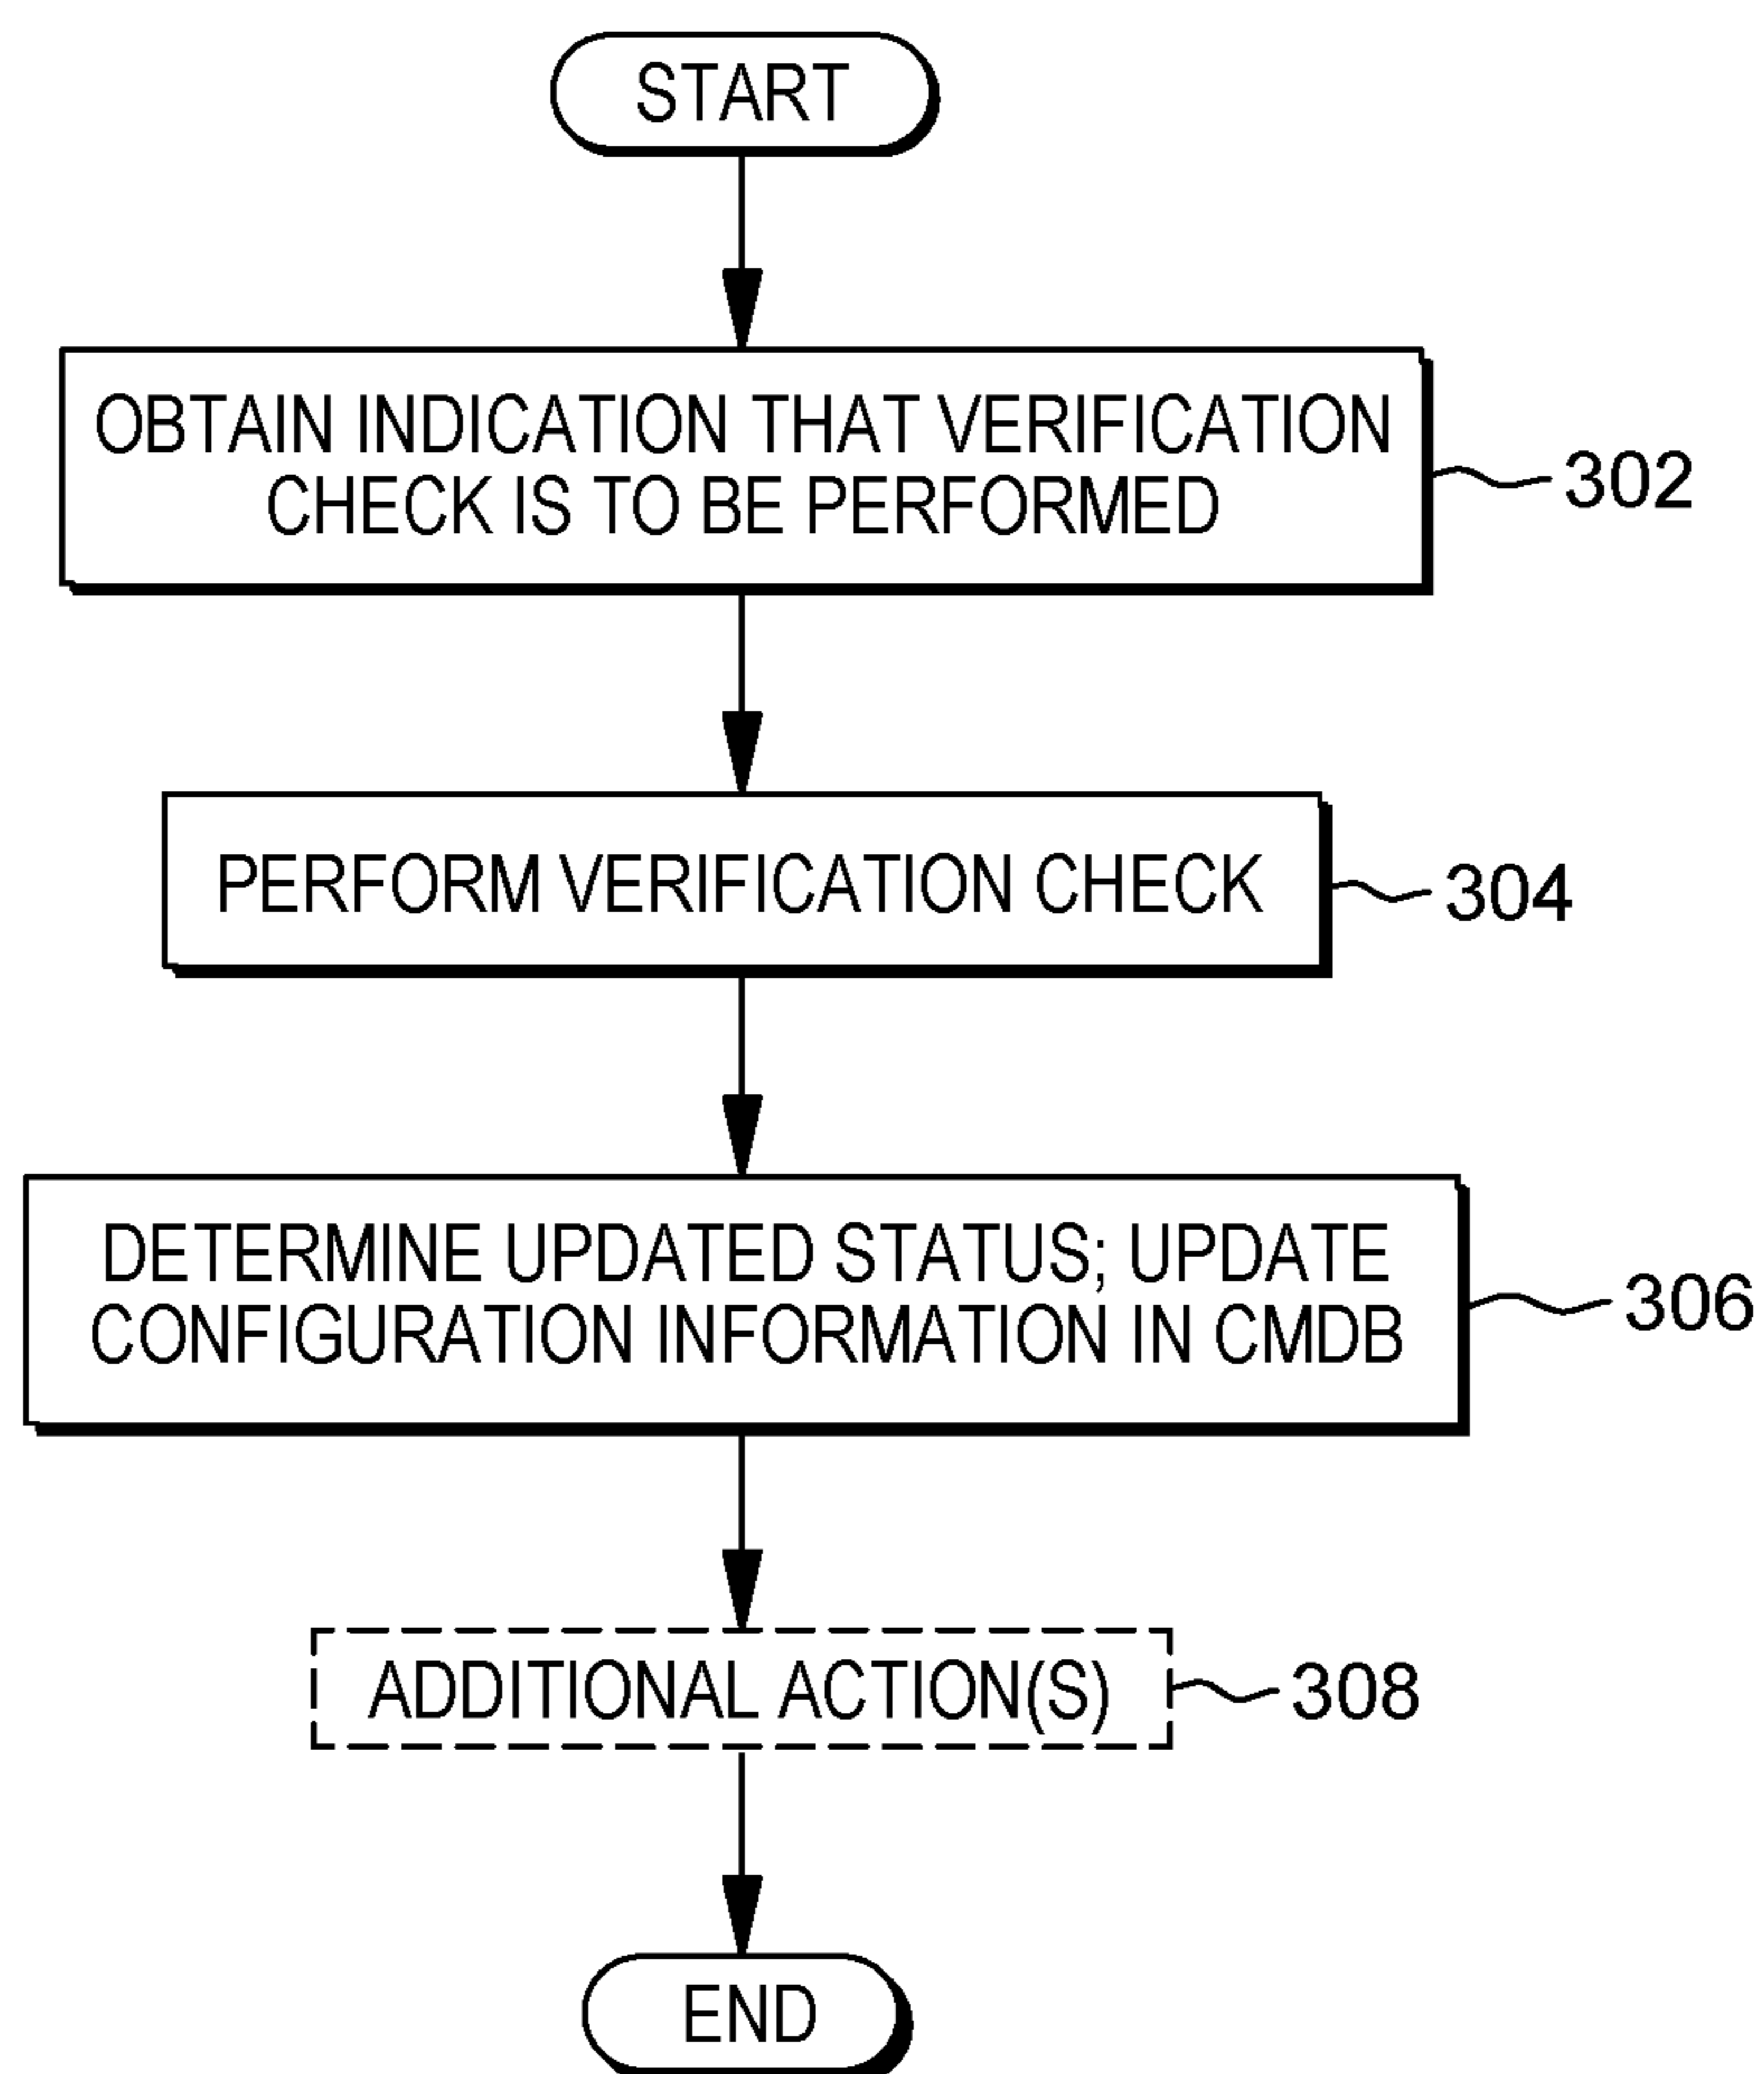 START
OBTAIN INDICATION THAT VERIFICATION
CHECK IS TO BE PERFORMED
302
PERFORM VERIFICATION CHECK
304
DETERMINE UPDATED STATUS; UPDATE
CONFIGURATION INFORMATION IN CMDB
306
ADDITIONAL ACTION(S)
308
END